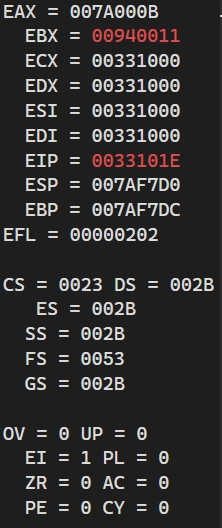 EAX = 007A000B
EBX = 00940011
ECX = 00331000
EDX = 00331000
ESI = 00331000
EDI = 00331000
EIP = 0033101E
ESP = 007AF7D0
EBP = 007AF7DC
EFL = 00000202
CS = 0023 DS = 002B
ES = 002B
SS = 002B
FS = 0053
GS = 002B
OV = 0 UP = 0
EI = 1 PL = 0
ZR = 0 AC = 0
PE = 0 CY = 0